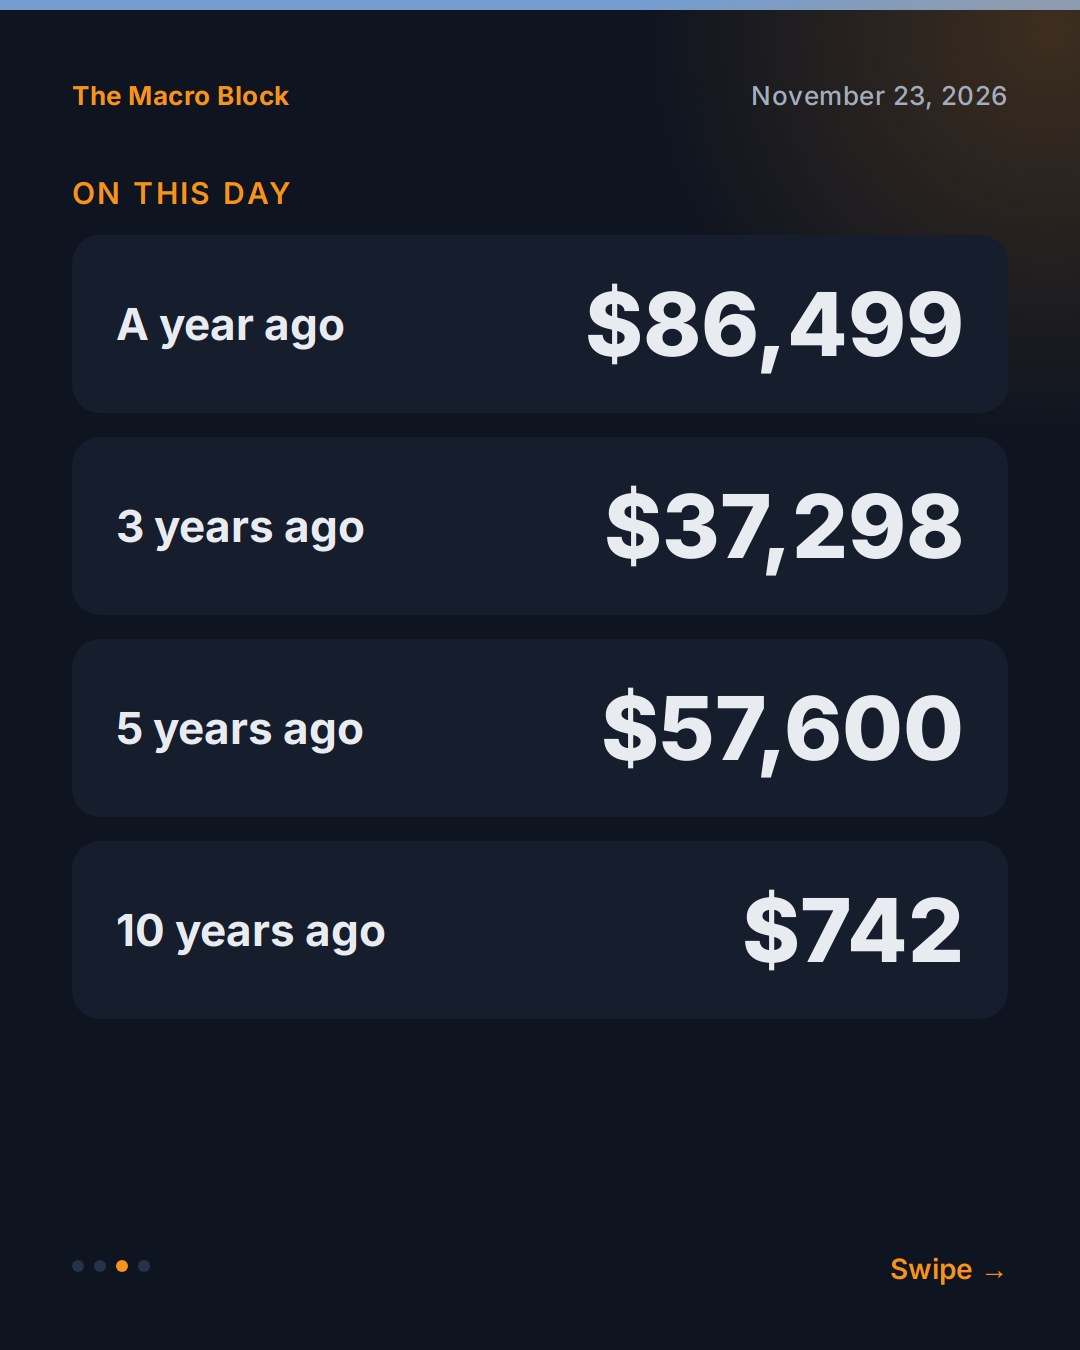 The Macro Block
November 23, 2026
ON THIS DAY
A year ago
$86,499
3 years ago
$37,298
5 years ago
$57,600
10 years ago
$742
Swipe →